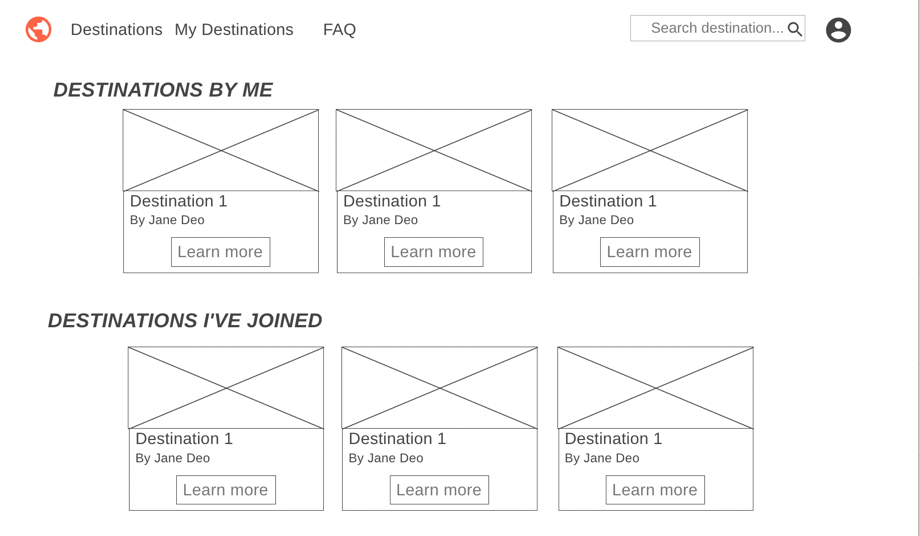 Destinations My Destinations FAQ Search destination...
DESTINATIONS BY ME
Destination 1 Destination 1 Destination 1
By Jane Deo By Jane Deo By Jane Deo
Learn more Learn more Learn more
DESTINATIONS I'VE JOINED
Destination 1 Destination 1 Destination 1
By Jane Deo By Jane Deo By Jane Deo
Learn more Learn more Learn more